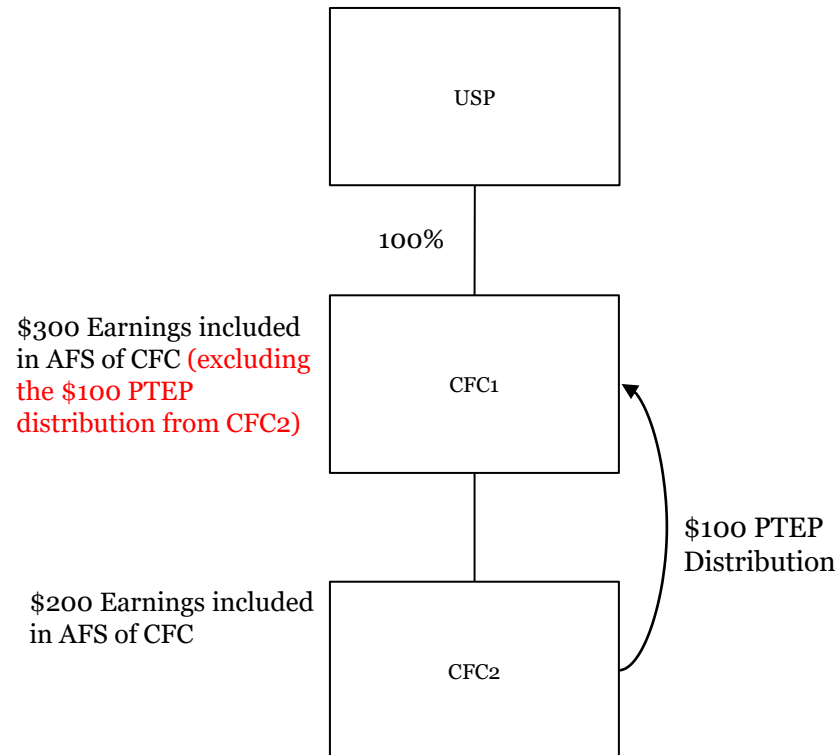 USP
100%
$300 Earnings included
in AFS of CFC (excluding
the $100 PTEP
distribution from CFC2)
CFC1
$100 PTEP
Distribution
$200 Earnings included
in AFS of CFC
CFC2